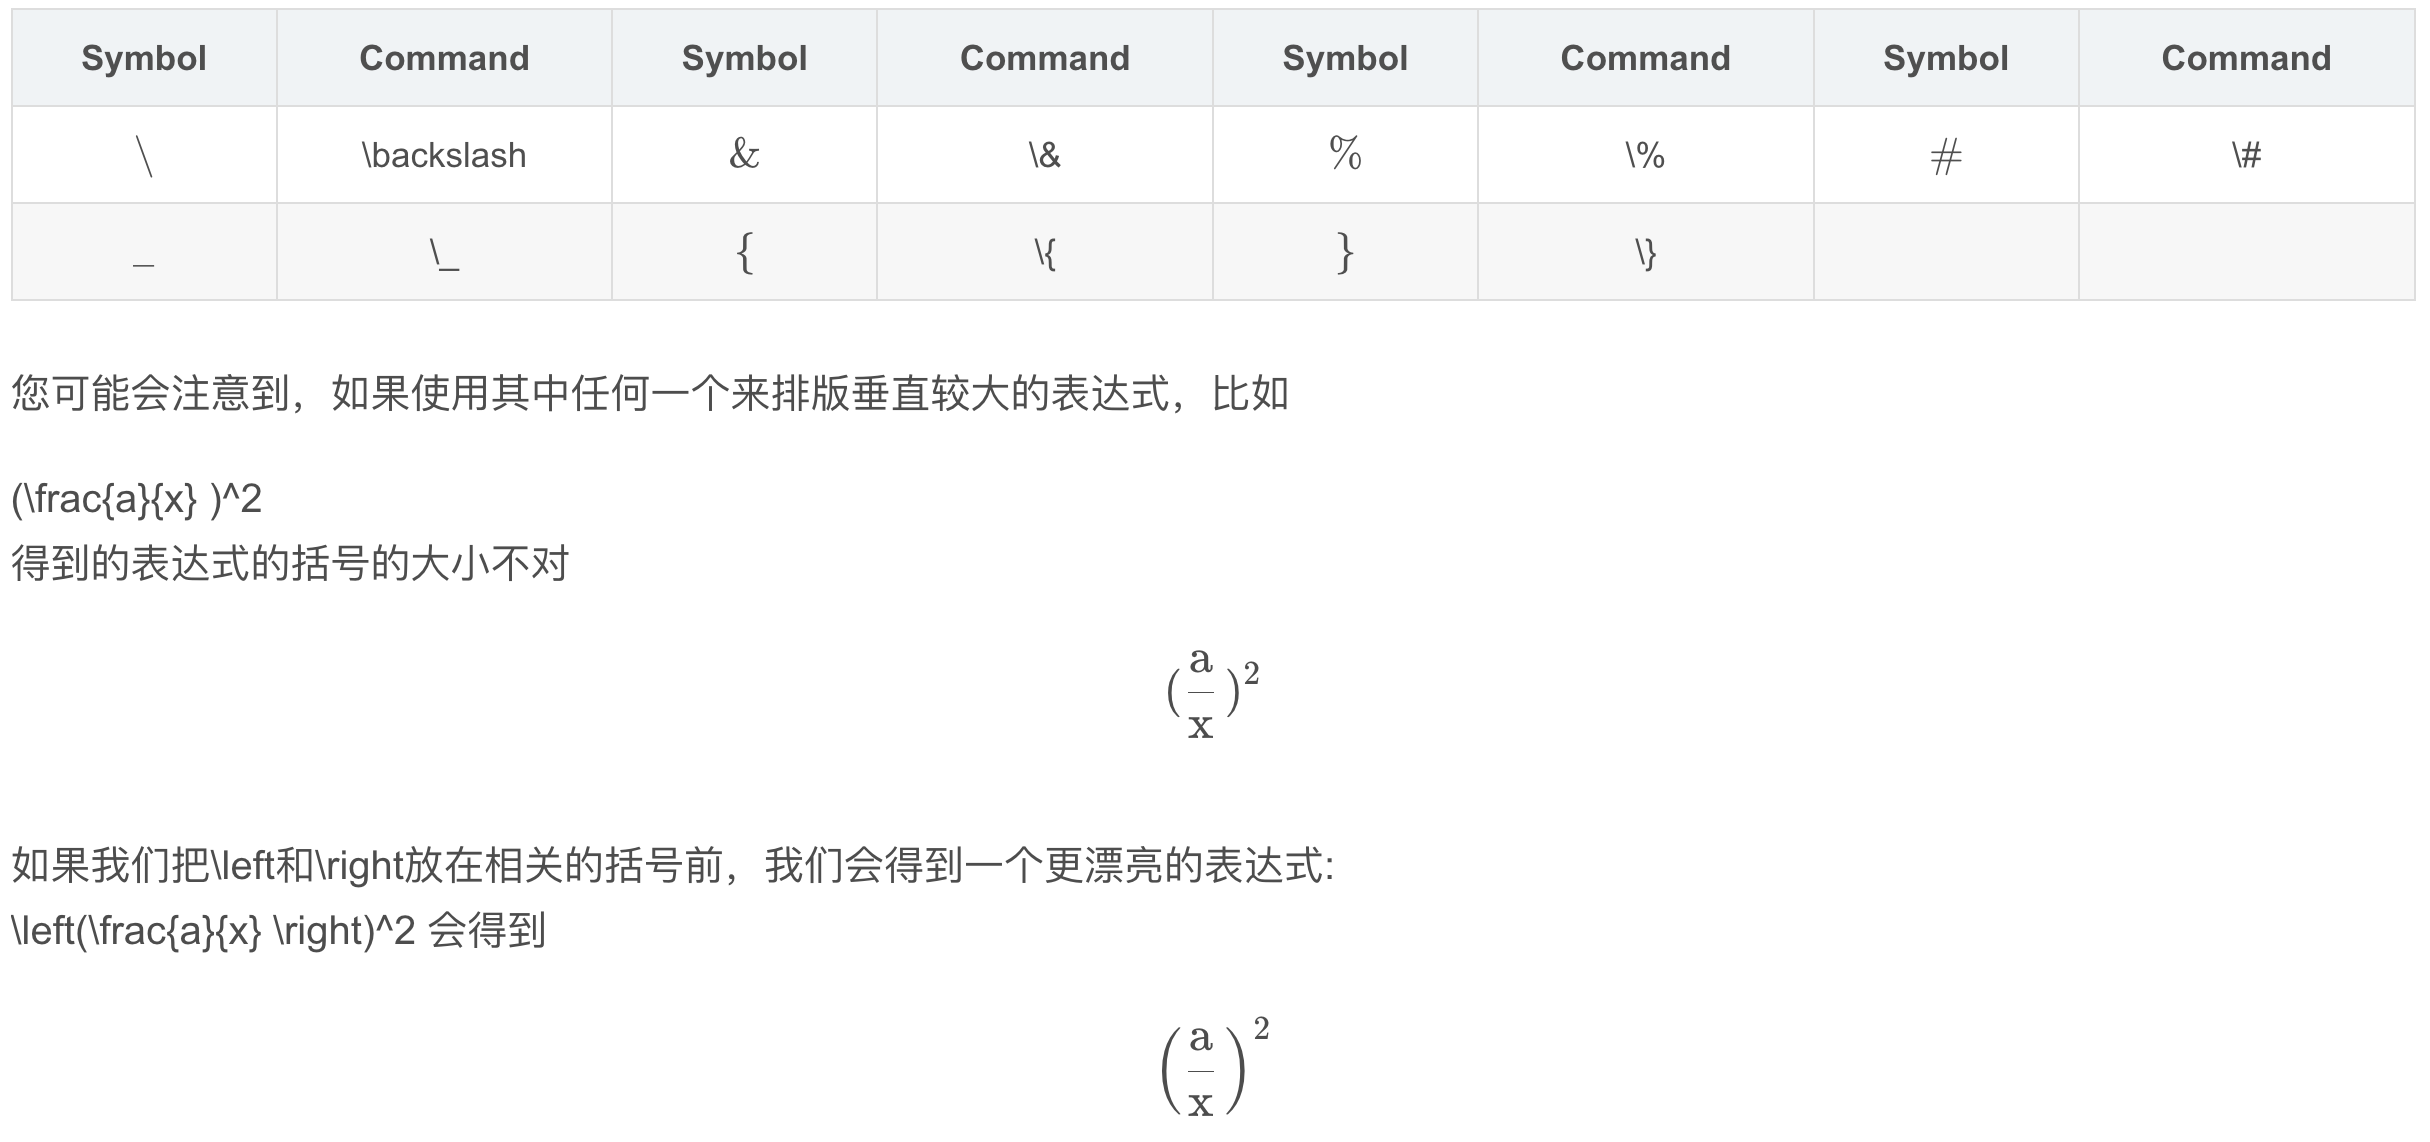 Symbol Command Symbol Command Symbol Command Symbol Command
\ \backslash & \& % \% # \#
_ \_ { \{ } \}
您可能会注意到，如果使用其中任何一个来排版垂直较大的表达式，比如
(\frac{a}{x} )^2
得到的表达式的括号的大小不对
(a/x)²
如果我们把\left和\right放在相关的括号前，我们会得到一个更漂亮的表达式:
\left(\frac{a}{x} \right)^2 会得到
(a/x)²